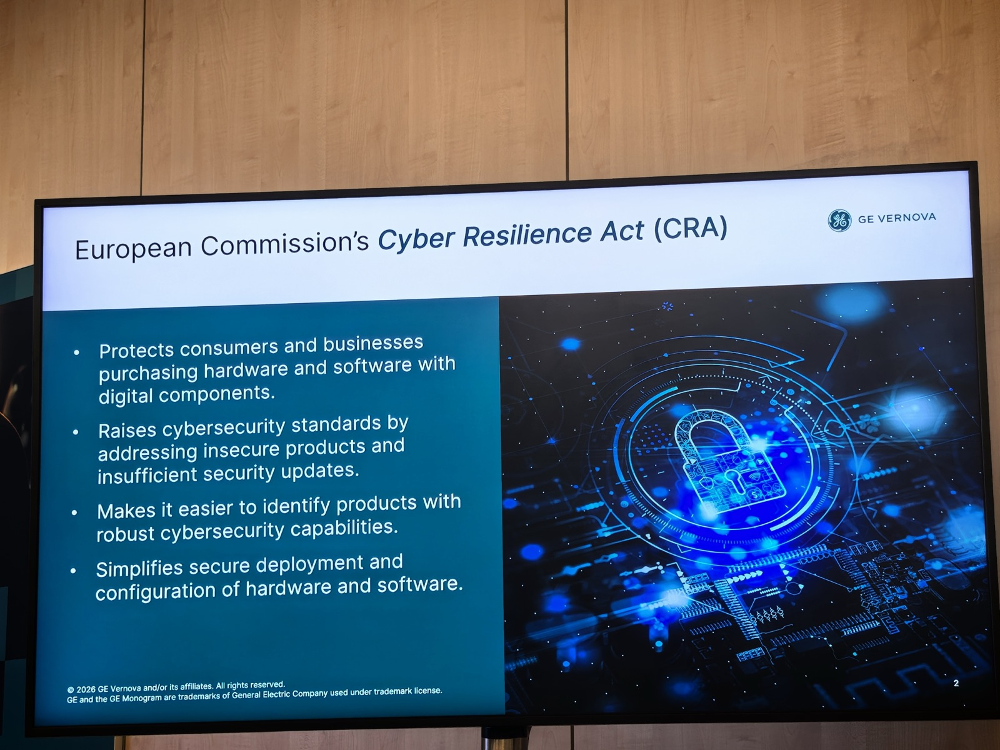 European Commission's Cyber Resilience Act (CRA)
GE VERNOVA
• Protects consumers and businesses
purchasing hardware and software with
digital components.
• Raises cybersecurity standards by
addressing insecure products and
insufficient security updates.
• Makes it easier to identify products with
robust cybersecurity capabilities.
• Simplifies secure deployment and
configuration of hardware and software.
© 2026 GE Vernova and/or its affiliates. All rights reserved.
GE and the GE Monogram are trademarks of General Electric Company used under trademark license.
2